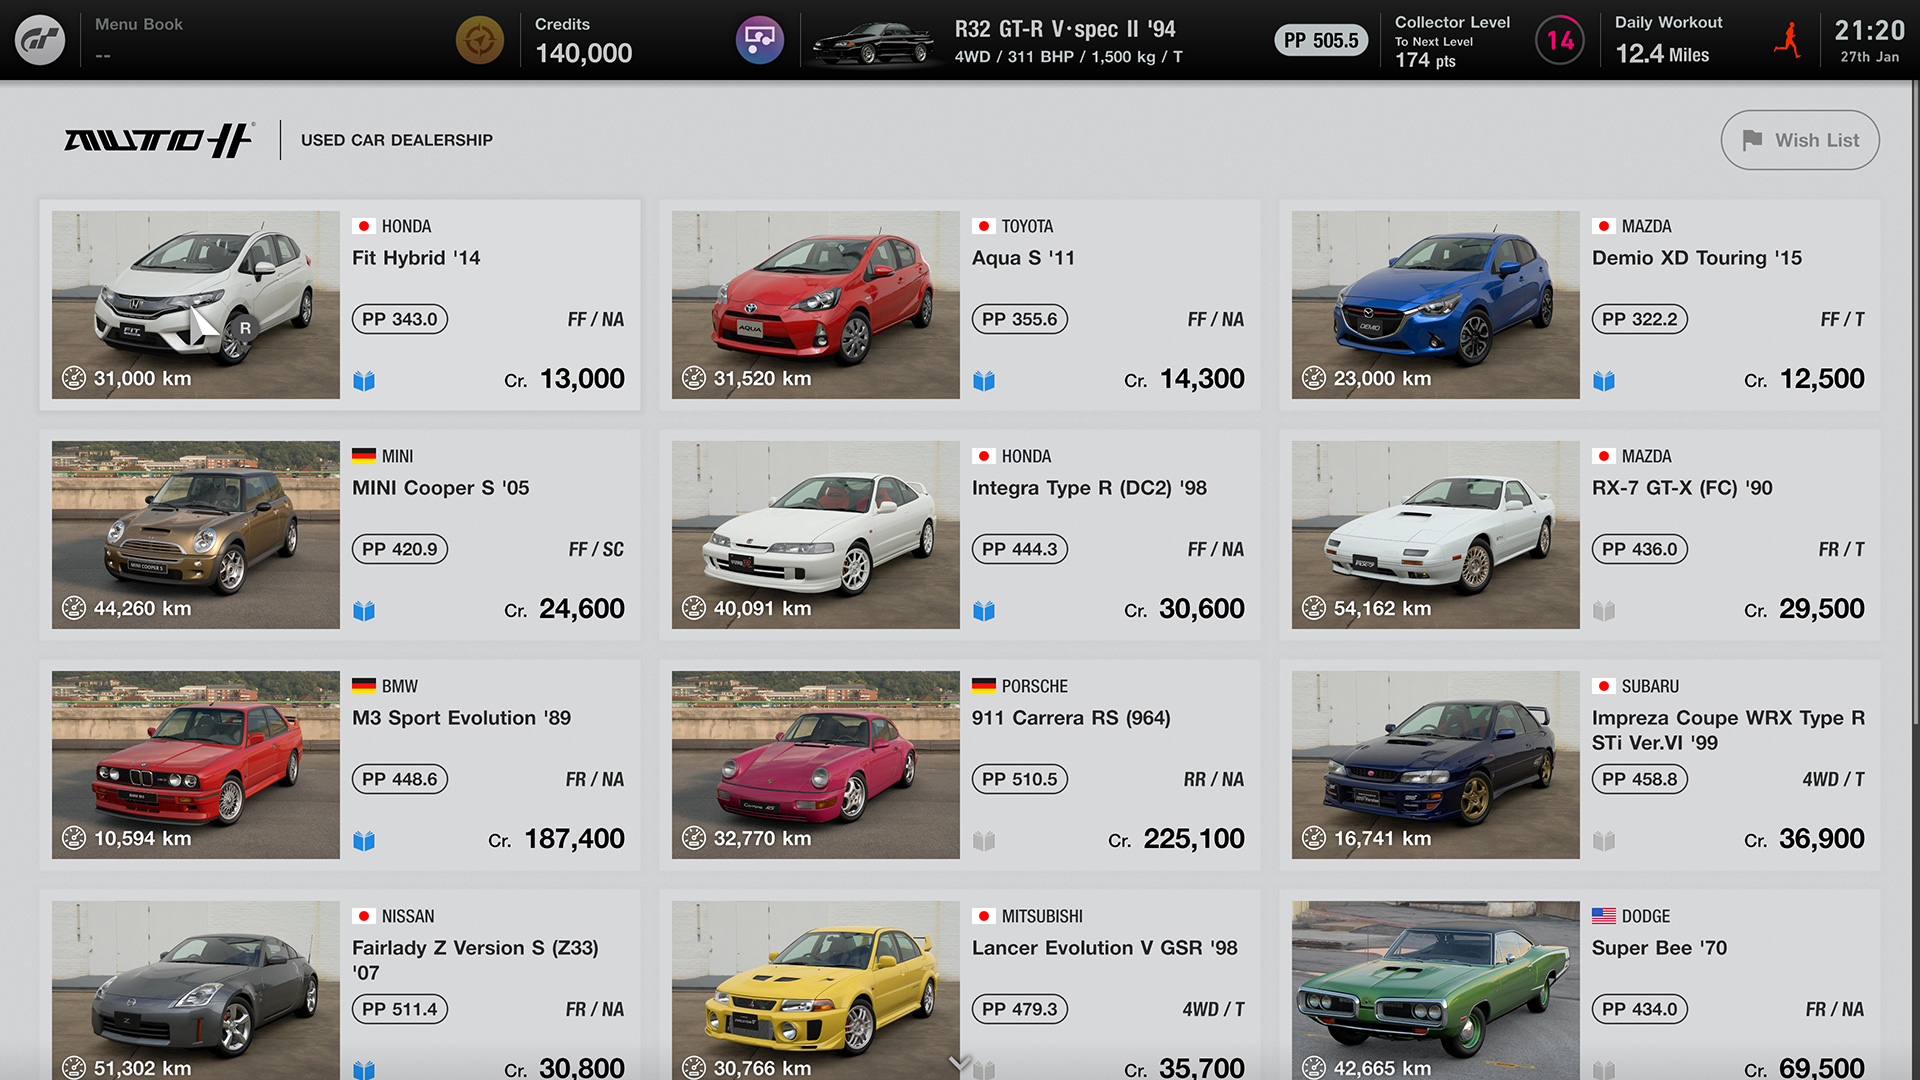 Menu Book
--
Credits
140,000
R32 GT-R V·spec II '94
4WD / 311 BHP / 1,500 kg / T
PP 505.5
Collector Level
To Next Level
174 pts
14
Daily Workout
12.4 Miles
21:20
27th Jan
AUTO
USED CAR DEALERSHIP
Wish List
HONDA
Fit Hybrid '14
PP 343.0
FF / NA
FIT
R
31,000 km
Cr. 13,000
TOYOTA
Aqua S '11
PP 355.6
FF / NA
AQUA
31,520 km
Cr. 14,300
MAZDA
Demio XD Touring '15
PP 322.2
FF / T
DEMIO
23,000 km
Cr. 12,500
MINI
MINI Cooper S '05
PP 420.9
FF / SC
MINI COOPER S
44,260 km
Cr. 24,600
HONDA
Integra Type R (DC2) '98
PP 444.3
FF / NA
40,091 km
Cr. 30,600
MAZDA
RX-7 GT-X (FC) '90
PP 436.0
FR / T
RX-7
54,162 km
Cr. 29,500
BMW
M3 Sport Evolution '89
PP 448.6
FR / NA
BMW M3
10,594 km
Cr. 187,400
PORSCHE
911 Carrera RS (964)
PP 510.5
RR / NA
Carrera RS
32,770 km
Cr. 225,100
SUBARU
Impreza Coupe WRX Type R
STi Ver.VI '99
PP 458.8
4WD / T
16,741 km
Cr. 36,900
NISSAN
Fairlady Z Version S (Z33)
'07
PP 511.4
FR / NA
Z
51,302 km
Cr. 30,800
MITSUBISHI
Lancer Evolution V GSR '98
PP 479.3
4WD / T
30,766 km
Cr. 35,700
DODGE
Super Bee '70
PP 434.0
FR / NA
42,665 km
Cr. 69,500